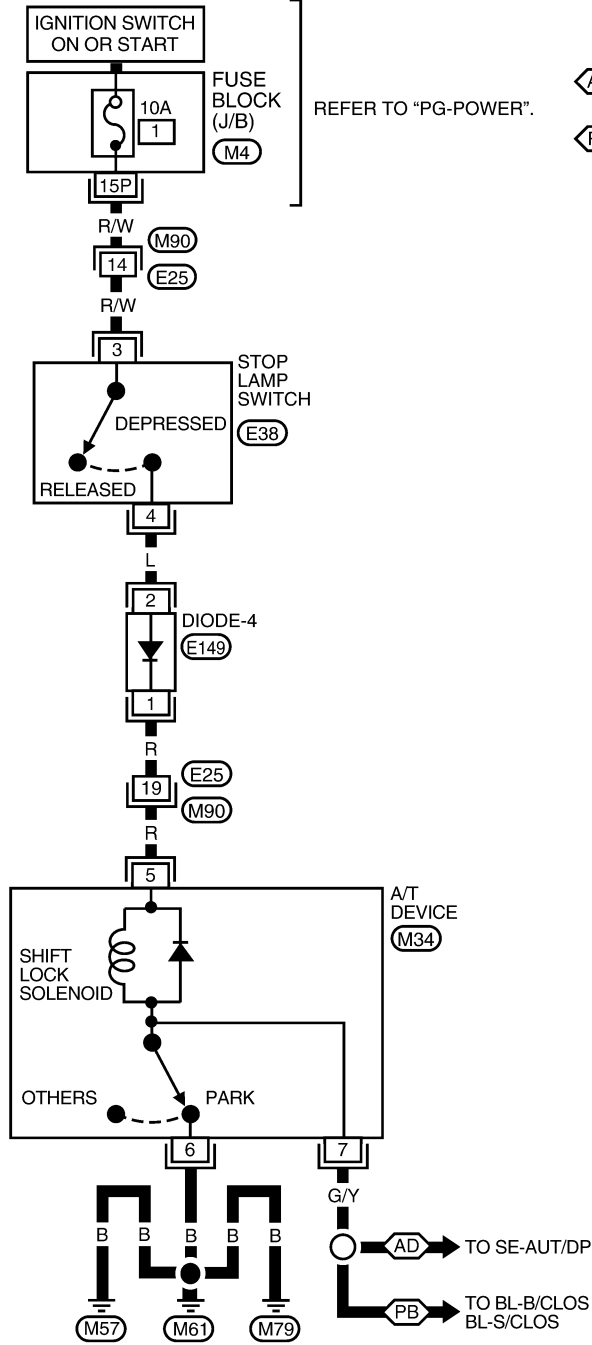 IGNITION SWITCH
ON OR START
FUSE
BLOCK
(J/B)
10A
1
M4
REFER TO “PG-POWER”.
15P
R/W
M90
14
E25
R/W
3
STOP
LAMP
SWITCH
DEPRESSED
E38
RELEASED
4
L
2
DIODE-4
E149
1
R
E25
19
M90
R
5
A/T
DEVICE
M34
SHIFT
LOCK
SOLENOID
OTHERS
PARK
6
7
G/Y
B B B B B
AD
TO SE-AUT/DP
PB
TO BL-B/CLOS
BL-S/CLOS
M57 M61 M79